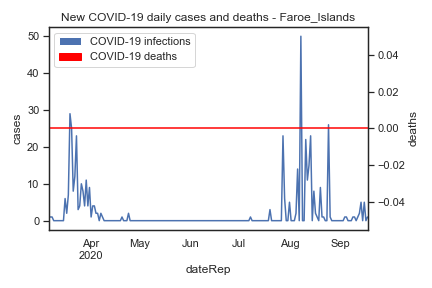 New COVID-19 daily cases and deaths - Faroe_Islands
COVID-19 infections
COVID-19 deaths
cases
50
40
30
20
10
0
deaths
0.04
0.02
0.00
−0.02
−0.04
Apr
2020
May
Jun
Jul
Aug
Sep
dateRep